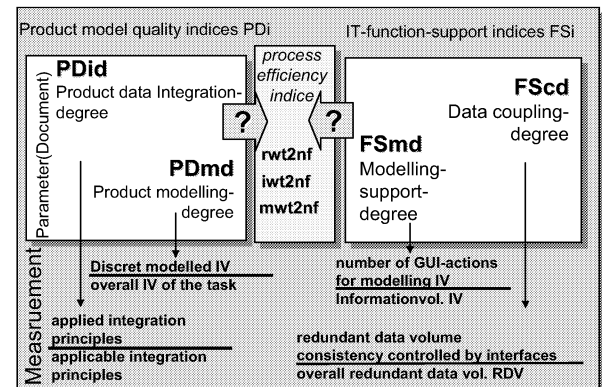 Product model quality indices PDi
IT-function-support indices FSi
PDid
Product data Integration-
degree
PDmd
Product modelling-
degree
Parameter(Document)
process
efficiency
indice
?
?
rwt2nf
iwt2nf
mwt2nf
FScd
Data coupling-
degree
FSmd
Modelling-
support-
degree
Measruement
Discret modelled IV
overall IV of the task
applied integration
principles
applicable integration
principles
number of GUI-actions
for modelling IV
Informationvol. IV
redundant data volume
consistency controlled by interfaces
overall redundant data vol. RDV